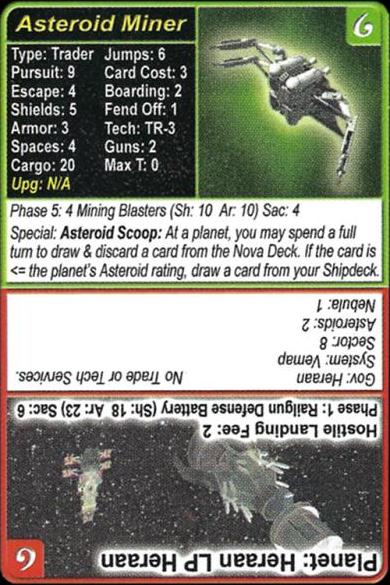 Asteroid Miner
6
Type: Trader Jumps: 6
Pursuit: 9 Card Cost: 3
Escape: 4 Boarding: 2
Shields: 5 Fend Off: 1
Armor: 3 Tech: TR-3
Spaces: 4 Guns: 2
Cargo: 20 Max T: 0
Upg: N/A
Phase 5: 4 Mining Blasters (Sh: 10 Ar: 10) Sac: 4
Special: Asteroid Scoop: At a planet, you may spend a full
turn to draw & discard a card from the Nova Deck. If the card is
<= the planet's Asteroid rating, draw a card from your Shipdeck.
Planet: Heraan LP Heraan
6
Hostile Landing Fee: 2
Phase 1: Railgun Defense Battery (Sh: 18 Ar: 23) Sac: 6
Gov: Heraan No Trade or Tech Services.
System: Vemap
Sector: 8
Asteroids: 2
Nebula: 1